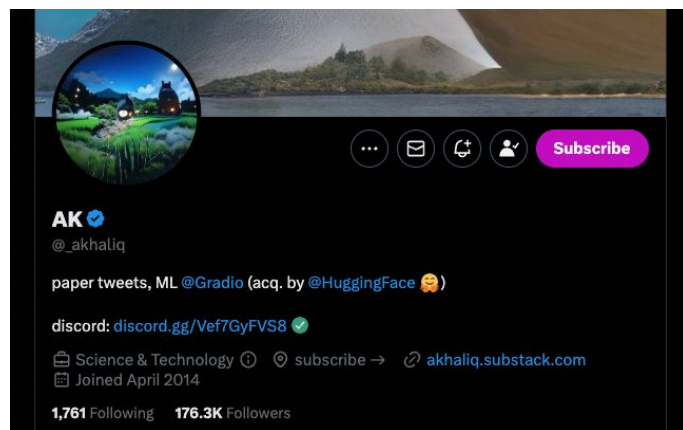 Subscribe
AK
@_akhaliq
paper tweets, ML @Gradio (acq. by @HuggingFace 🤗)
discord: discord.gg/Vef7GyFVS8 ✅
Science & Technology subscribe → akhaliq.substack.com
Joined April 2014
1,761 Following 176.3K Followers